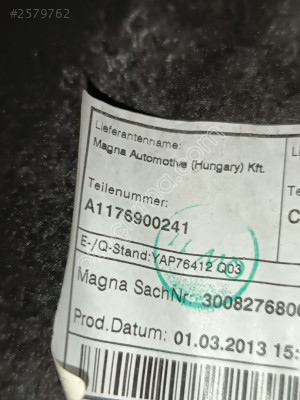 #2579762
Lieferantenname:
Magna Automotive (Hungary) Kft.
Teilenummer:
A1176900241
E-/Q-Stand:YAP76412 Q03
Magna SachNr. 3008276800
Prod.Datum: 01.03.2013 15: